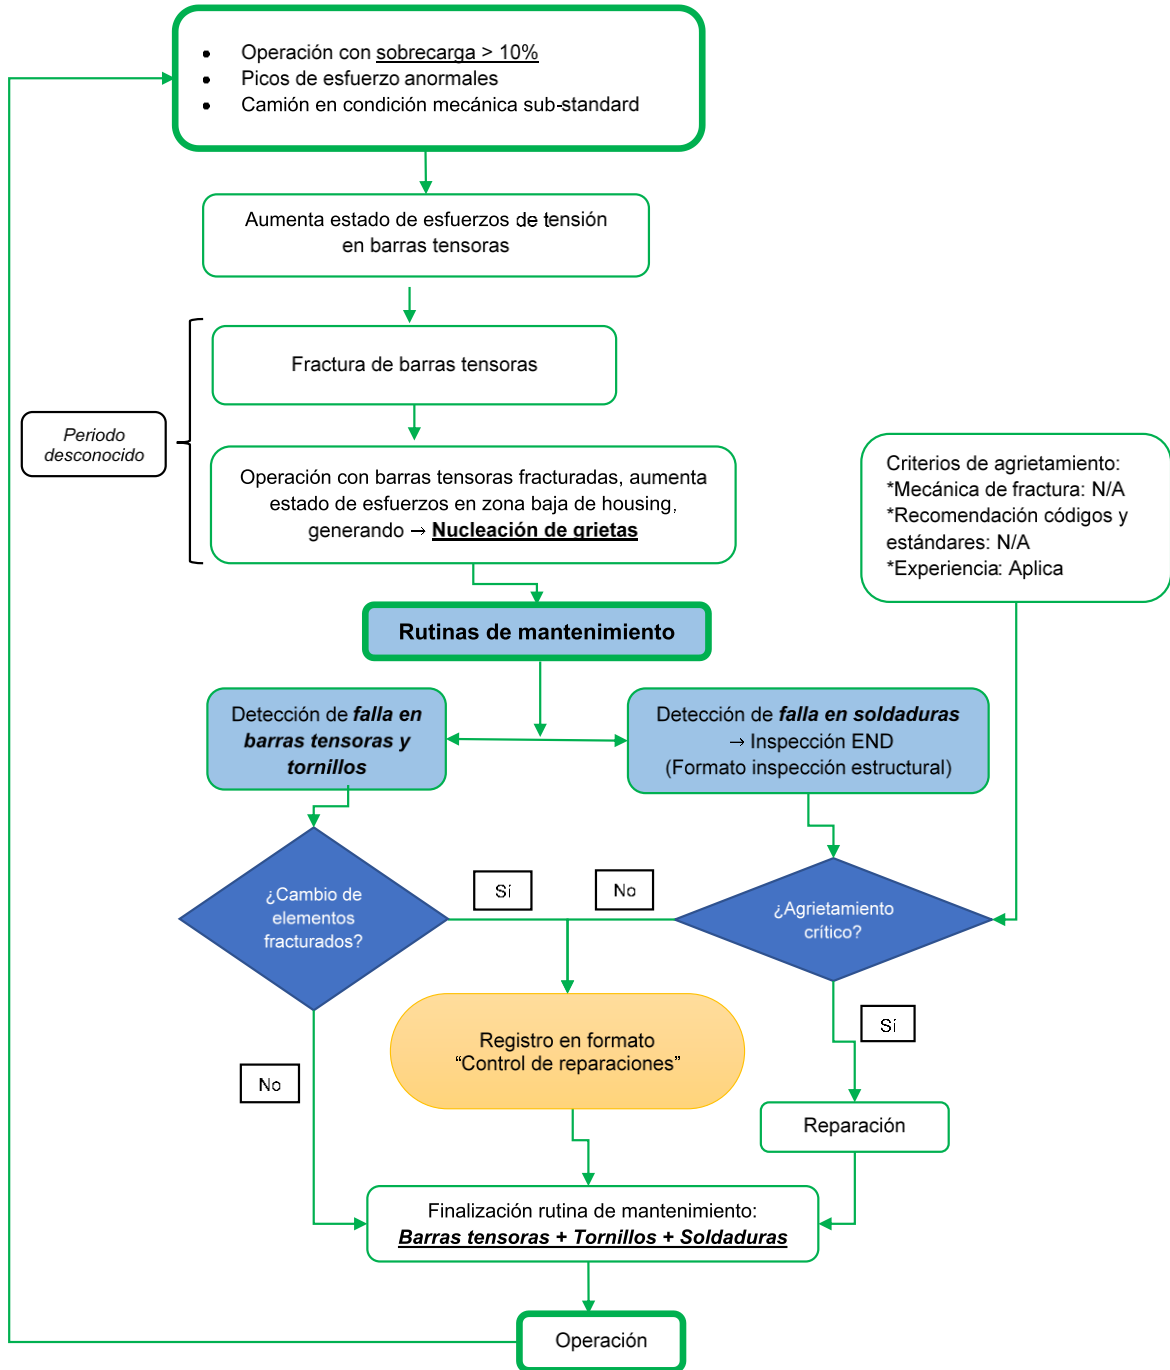 • Operación con sobrecarga > 10%
• Picos de esfuerzo anormales
• Camión en condición mecánica sub-standard
Aumenta estado de esfuerzos de tensión
en barras tensoras
Fractura de barras tensoras
Periodo
desconocido
Operación con barras tensoras fracturadas, aumenta
estado de esfuerzos en zona baja de housing,
generando → Nucleación de grietas
Criterios de agrietamiento:
*Mecánica de fractura: N/A
*Recomendación códigos y
estándares: N/A
*Experiencia: Aplica
Rutinas de mantenimiento
Detección de falla en
barras tensoras y
tornillos
Detección de falla en soldaduras
→ Inspección END
(Formato inspección estructural)
¿Cambio de
elementos
fracturados?
Sí
No
¿Agrietamiento
crítico?
Registro en formato
“Control de reparaciones”
Sí
No
Reparación
Finalización rutina de mantenimiento:
Barras tensoras + Tornillos + Soldaduras
Operación